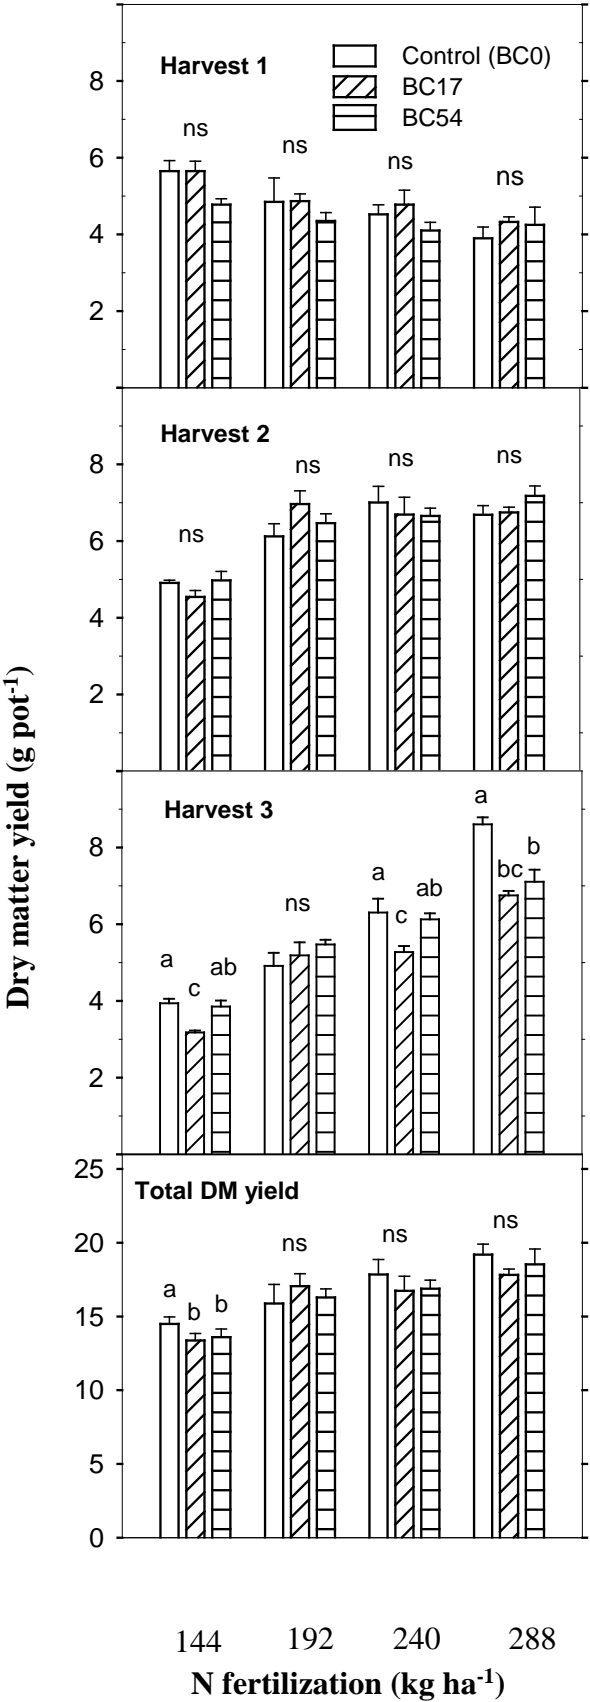 Harvest 1
Control (BC0)
BC17
BC54
8
6
4
2
ns
ns
ns
ns
Harvest 2
8
6
4
2
ns
ns
ns
ns
Harvest 3
8
6
4
2
a
c
ab
ns
a
c
ab
a
bc
b
Total DM yield
25
20
15
10
5
0
a
b
b
ns
ns
ns
Dry matter yield (g pot⁻¹)
144 192 240 288
N fertilization (kg ha⁻¹)